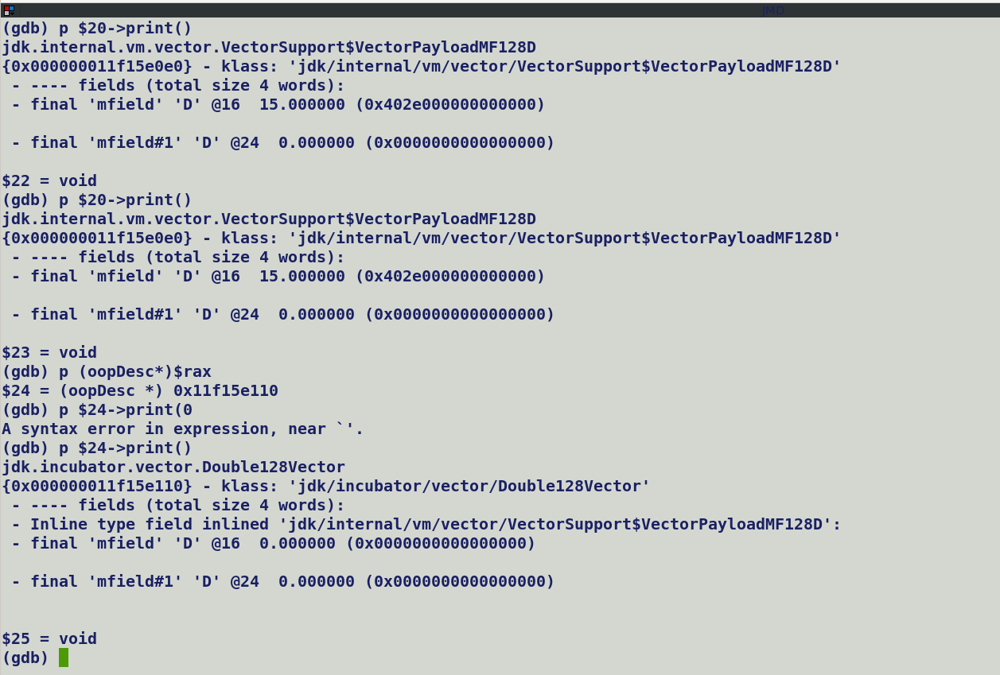 JMD
(gdb) p $20->print()
jdk.internal.vm.vector.VectorSupport$VectorPayloadMF128D
{0x000000011f15e0e0} - klass: 'jdk/internal/vm/vector/VectorSupport$VectorPayloadMF128D'
 - ---- fields (total size 4 words):
 - final 'mfield' 'D' @16  15.000000 (0x402e000000000000)
 - final 'mfield#1' 'D' @24  0.000000 (0x0000000000000000)
$22 = void
(gdb) p $20->print()
jdk.internal.vm.vector.VectorSupport$VectorPayloadMF128D
{0x000000011f15e0e0} - klass: 'jdk/internal/vm/vector/VectorSupport$VectorPayloadMF128D'
 - ---- fields (total size 4 words):
 - final 'mfield' 'D' @16  15.000000 (0x402e000000000000)
 - final 'mfield#1' 'D' @24  0.000000 (0x0000000000000000)
$23 = void
(gdb) p (oopDesc*)$rax
$24 = (oopDesc *) 0x11f15e110
(gdb) p $24->print(0
A syntax error in expression, near `'.
(gdb) p $24->print()
jdk.incubator.vector.Double128Vector
{0x000000011f15e110} - klass: 'jdk/incubator/vector/Double128Vector'
 - ---- fields (total size 4 words):
 - Inline type field inlined 'jdk/internal/vm/vector/VectorSupport$VectorPayloadMF128D':
 - final 'mfield' 'D' @16  0.000000 (0x0000000000000000)
 - final 'mfield#1' 'D' @24  0.000000 (0x0000000000000000)
$25 = void
(gdb)